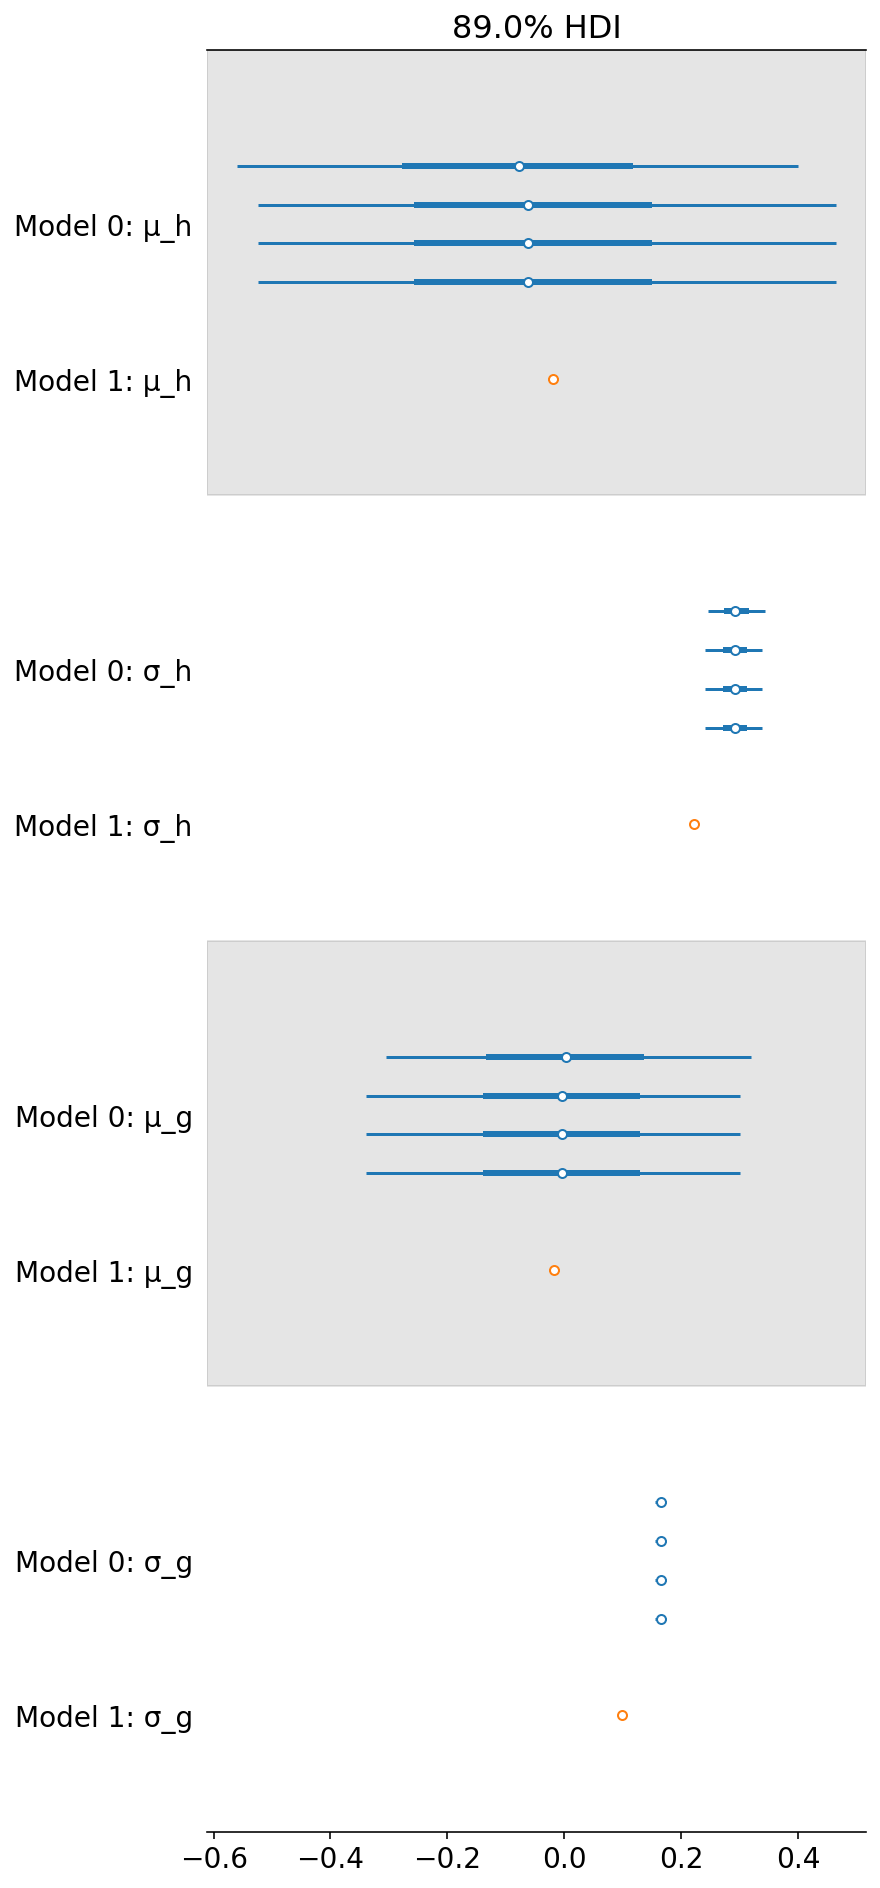 89.0% HDI
Model 0: μ_h
Model 1: μ_h
Model 0: σ_h
Model 1: σ_h
Model 0: μ_g
Model 1: μ_g
Model 0: σ_g
Model 1: σ_g
−0.6 −0.4 −0.2 0.0 0.2 0.4